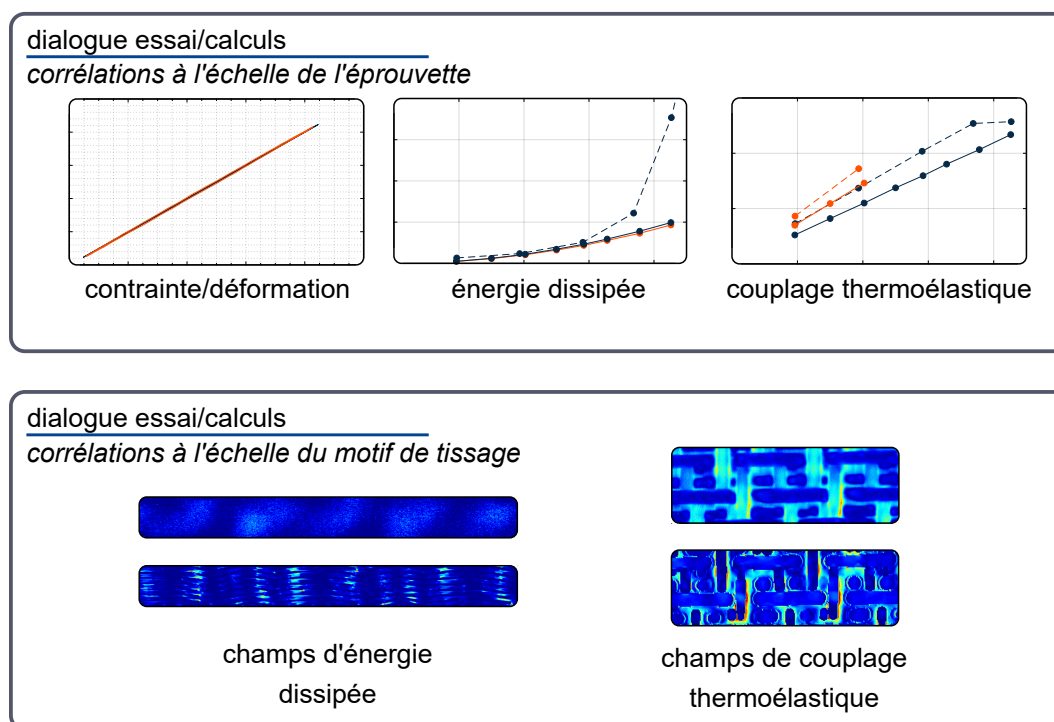 dialogue essai/calculs
corrélations à l'échelle de l'éprouvette
contrainte/déformation
énergie dissipée
couplage thermoélastique
dialogue essai/calculs
corrélations à l'échelle du motif de tissage
champs d'énergie
dissipée
champs de couplage
thermoélastique